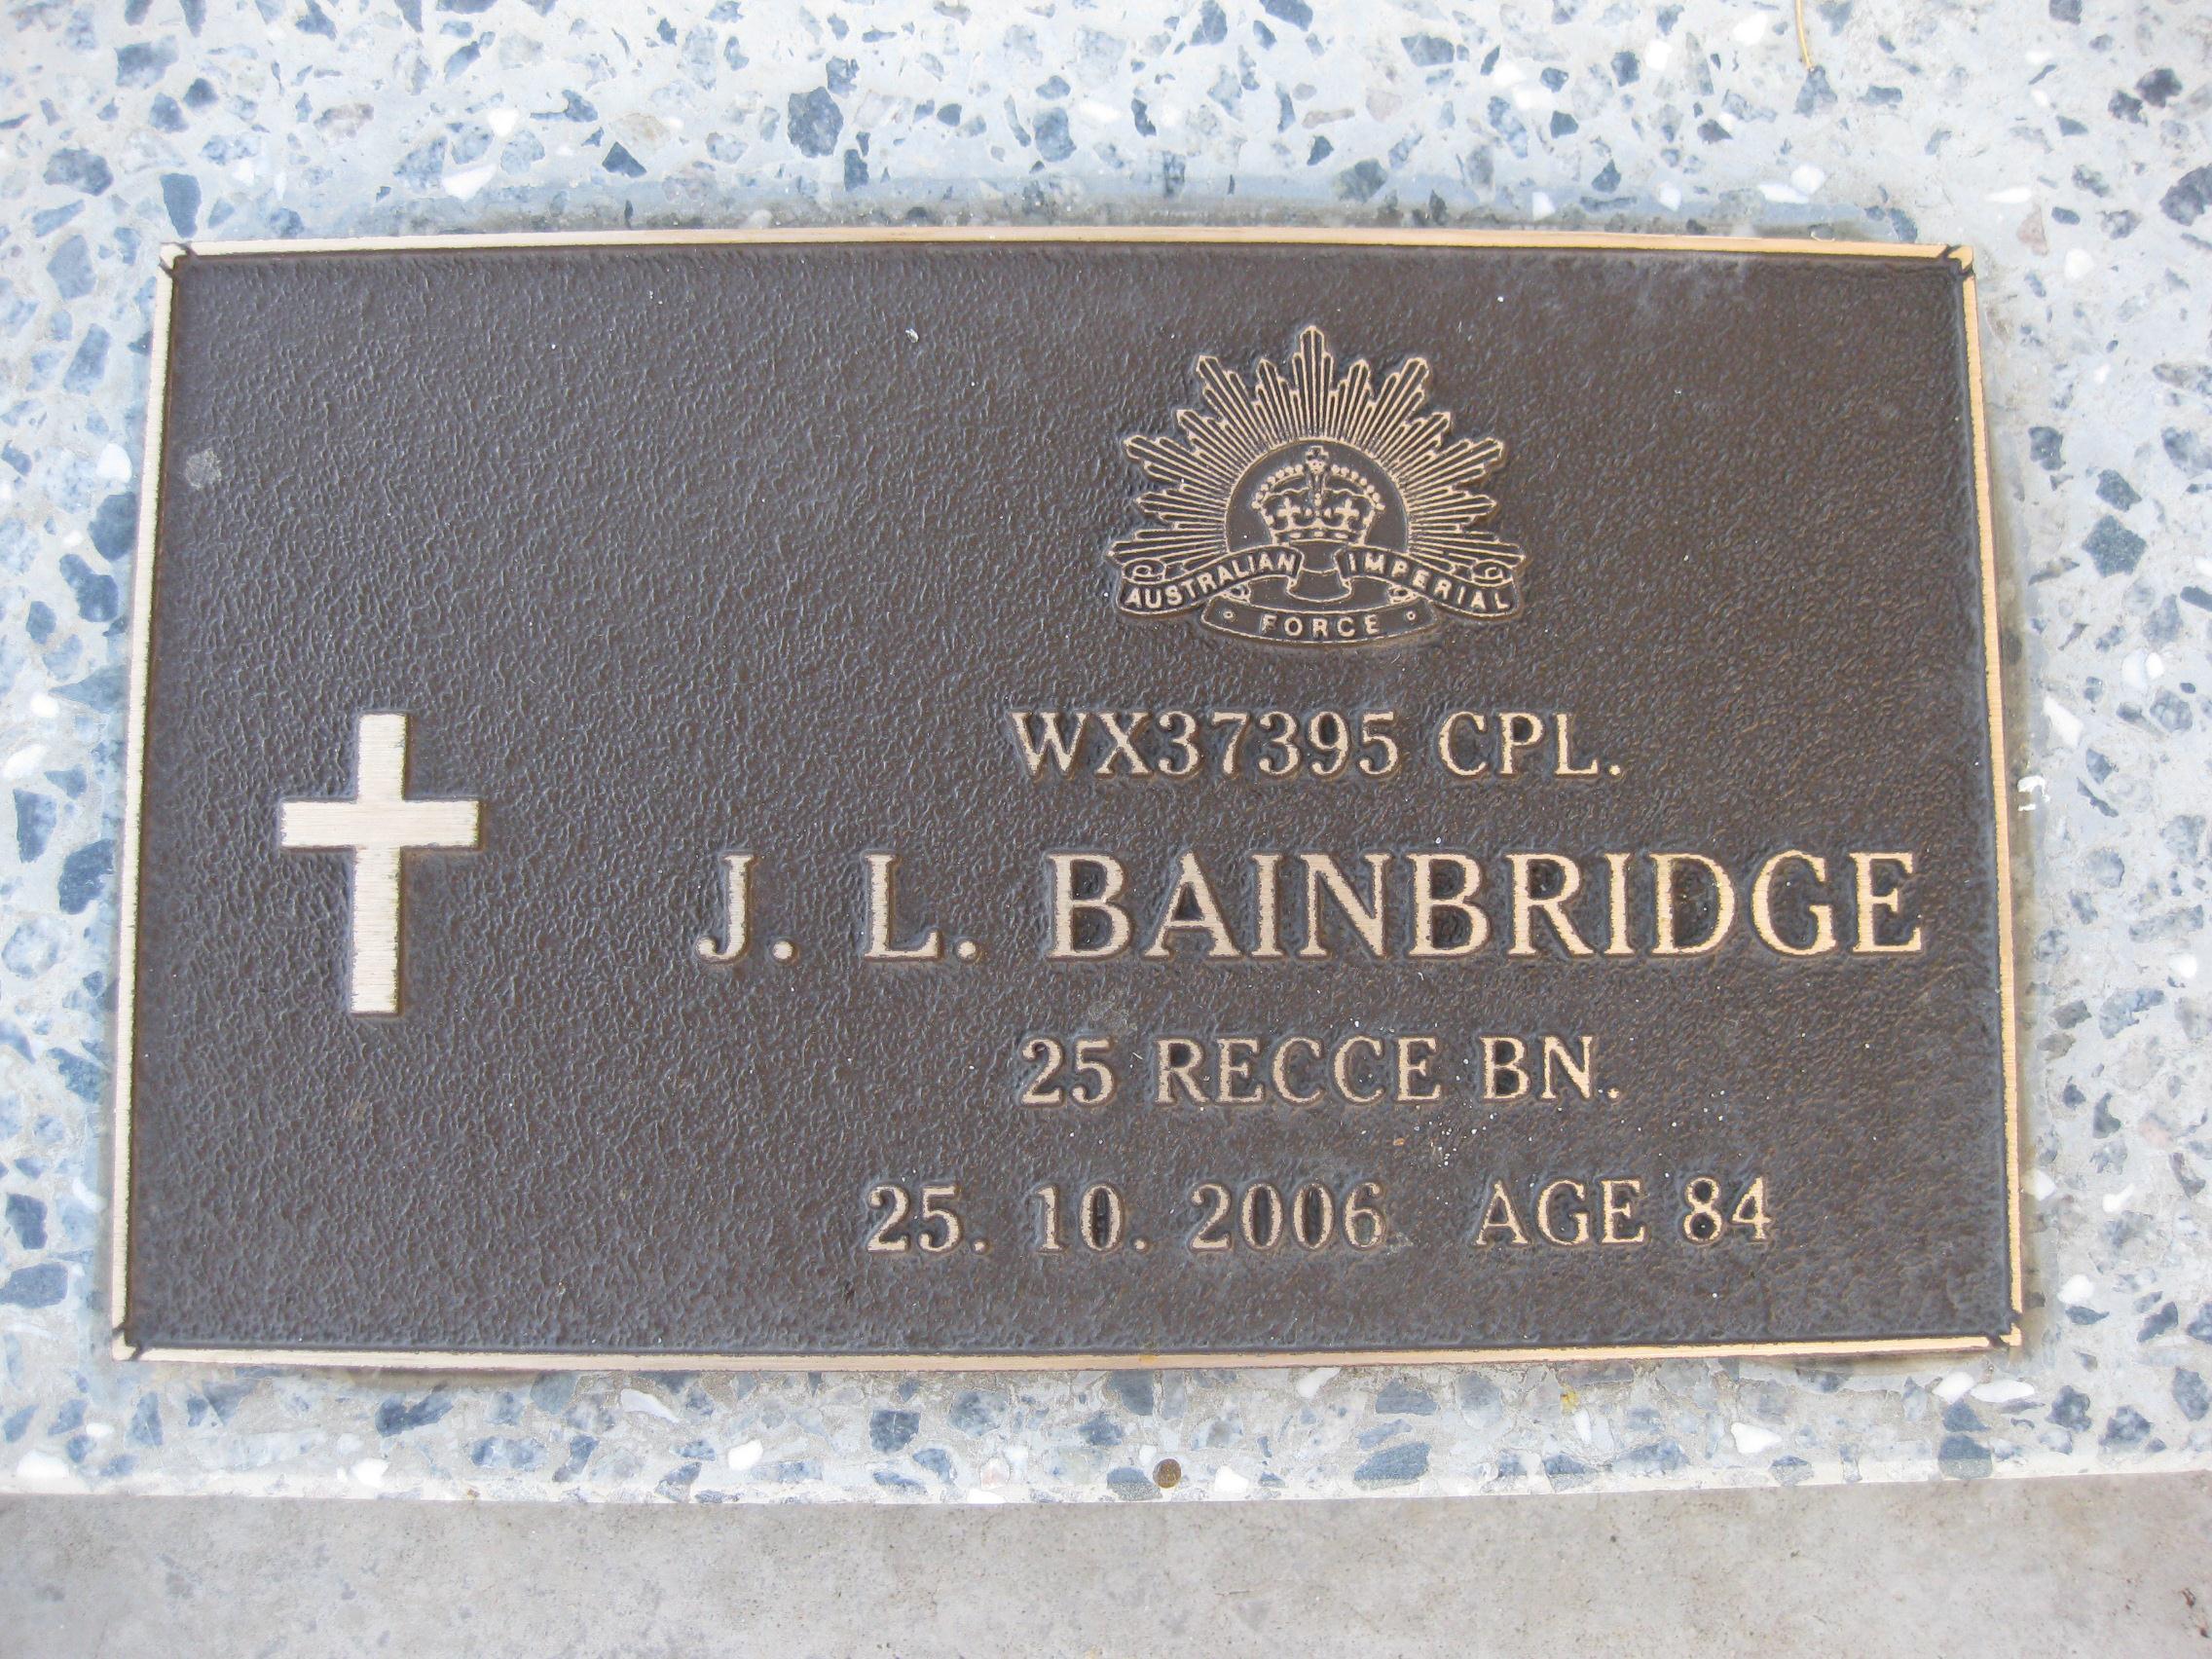 AUSTRALIAN IMPERIAL
FORCE
WX37395 CPL.
J. L. BAINBRIDGE
25 RECCE BN.
25. 10. 2006 AGE 84